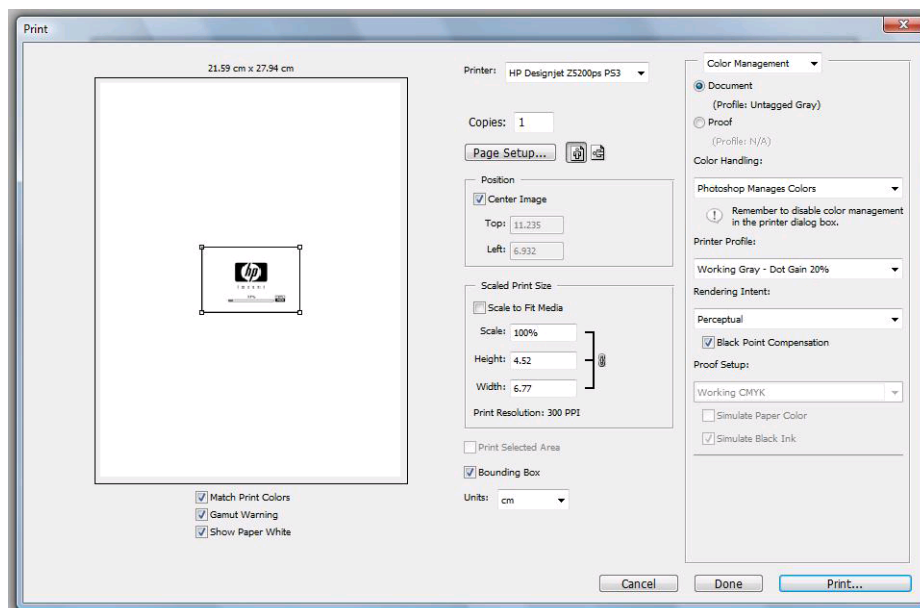 Print
21.59 cm x 27.94 cm
hp
invent
Match Print Colors
Gamut Warning
Show Paper White
Printer: HP Designjet Z5200ps PS3
Copies: 1
Page Setup...
Position
Center Image
Top: 11.235
Left: 6.932
Scaled Print Size
Scale to Fit Media
Scale: 100%
Height: 4.52
Width: 6.77
Print Resolution: 300 PPI
Print Selected Area
Bounding Box
Units: cm
Color Management
Document
(Profile: Untagged Gray)
Proof
(Profile: N/A)
Color Handling:
Photoshop Manages Colors
Remember to disable color management
in the printer dialog box.
Printer Profile:
Working Gray - Dot Gain 20%
Rendering Intent:
Perceptual
Black Point Compensation
Proof Setup:
Working CMYK
Simulate Paper Color
Simulate Black Ink
Cancel
Done
Print...